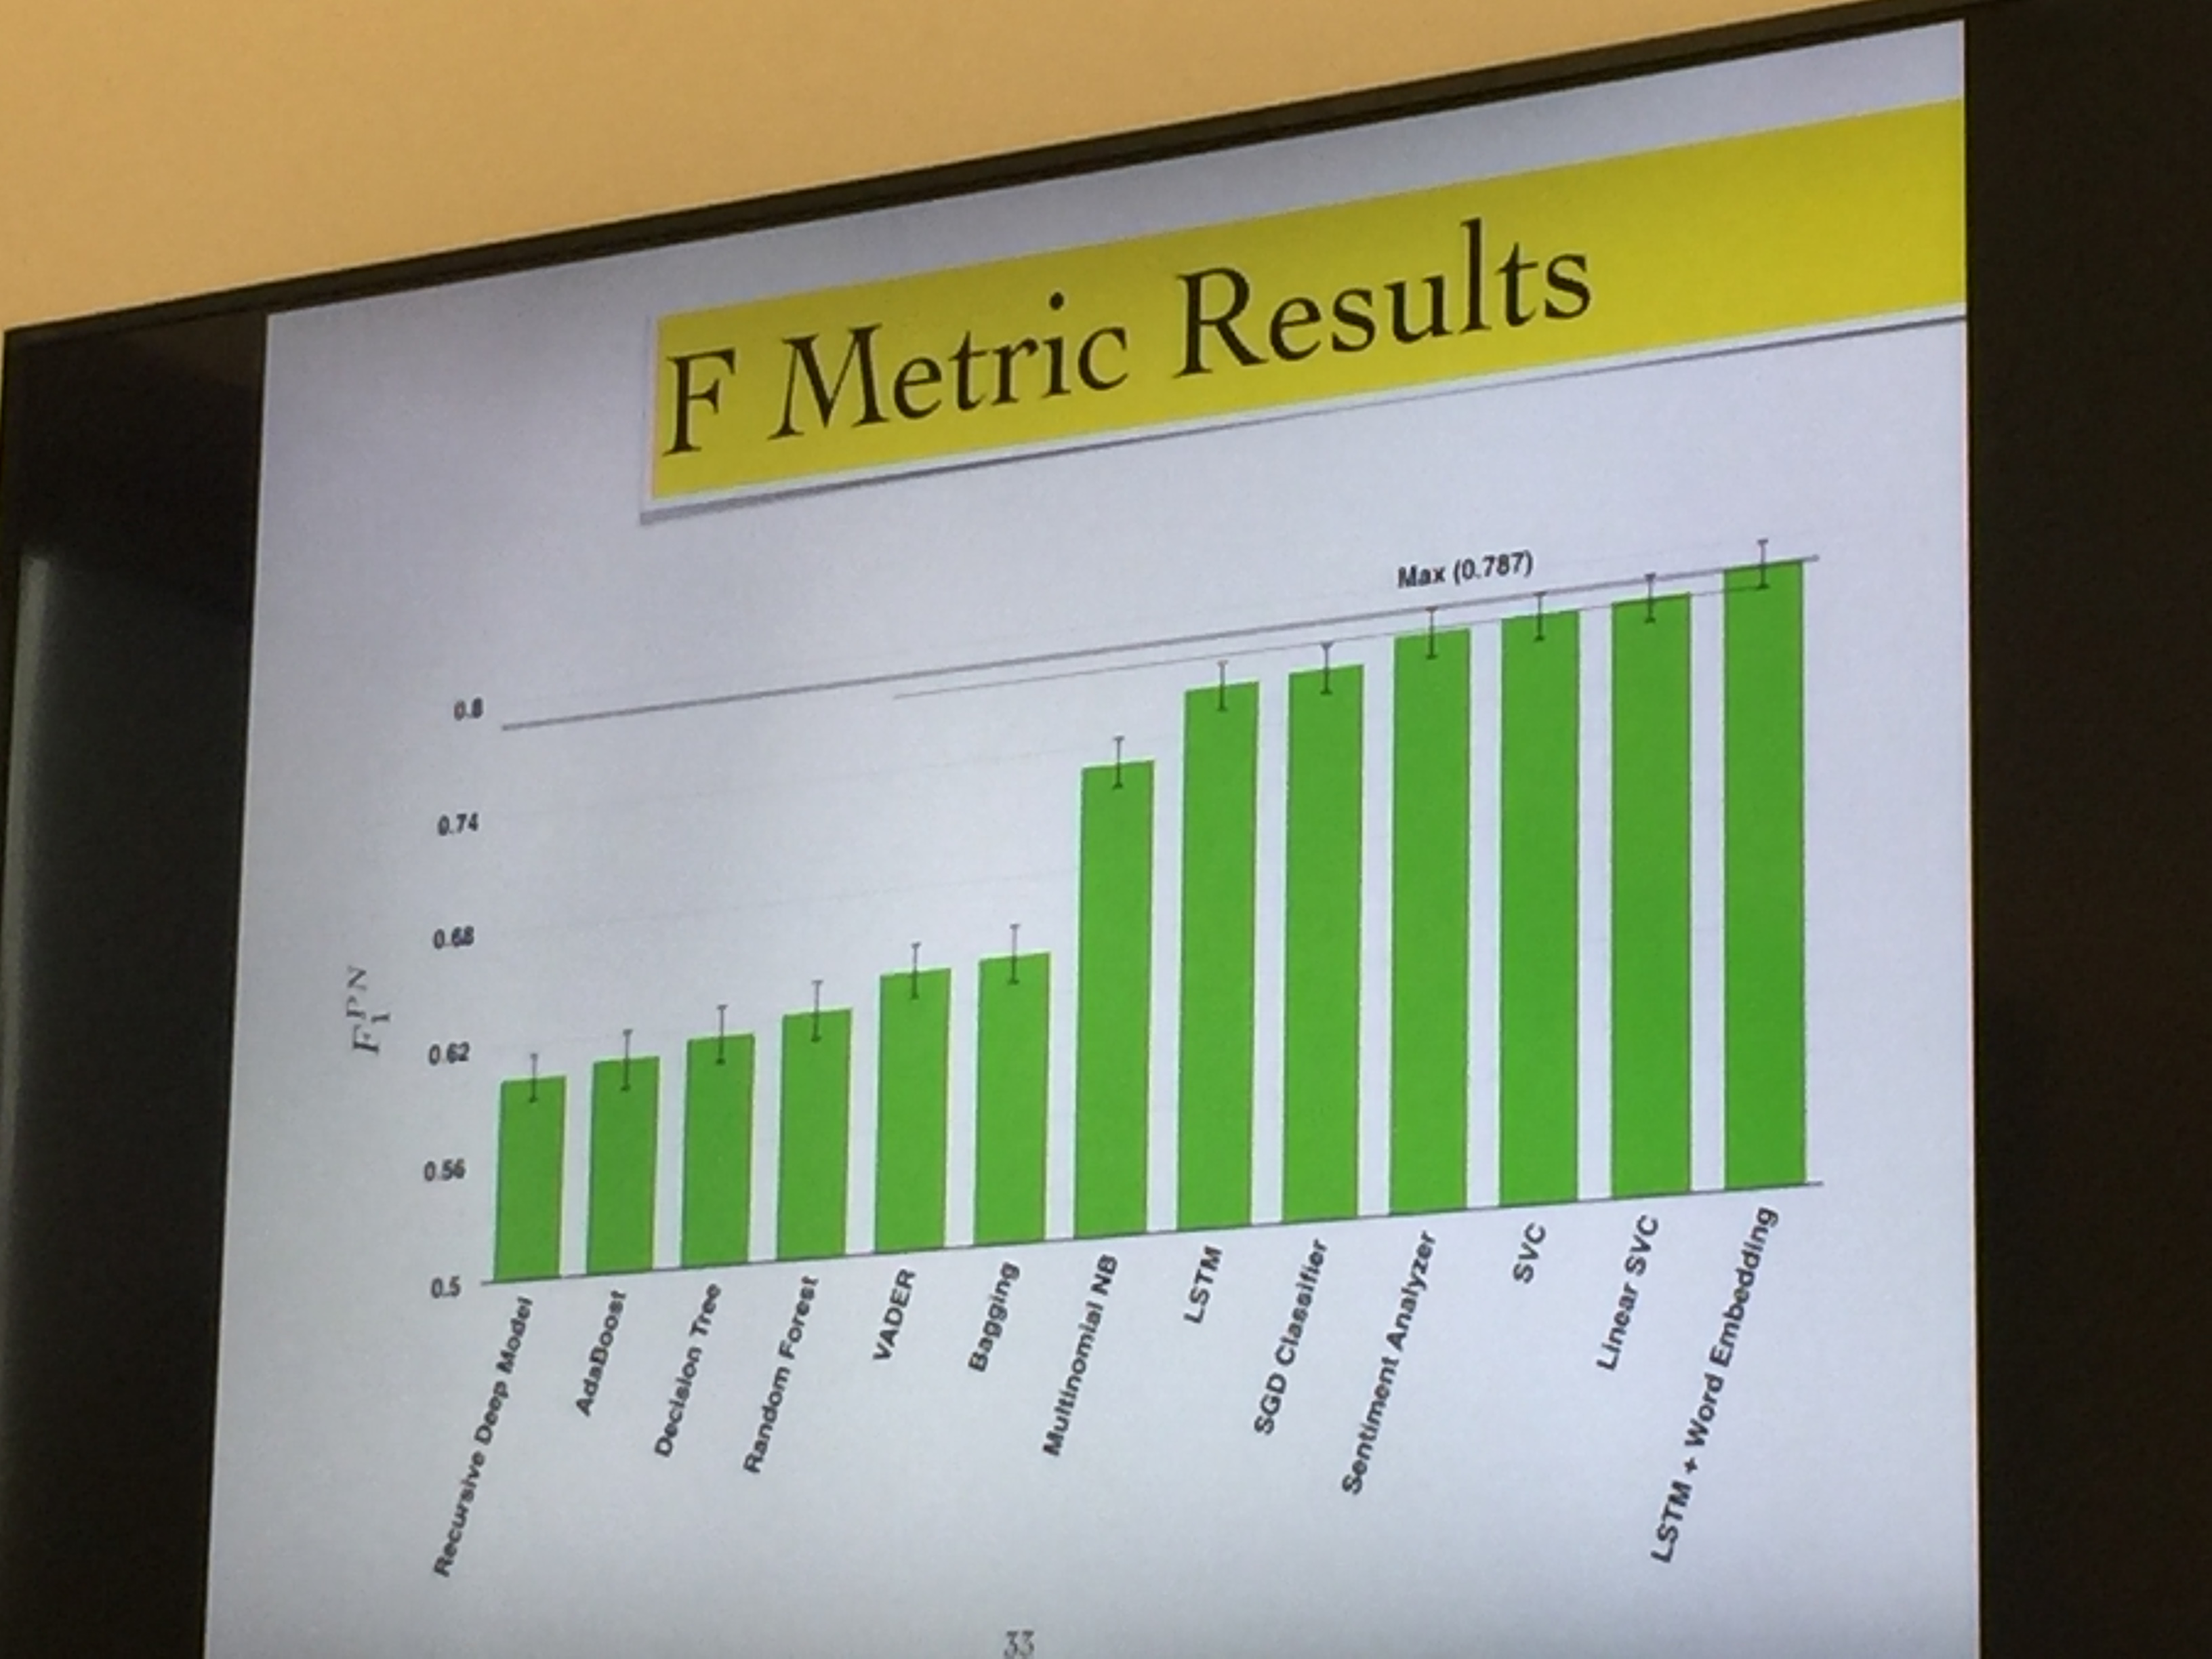 F Metric Results
Max (0.787)
0.8
0.74
0.68
0.62
0.56
0.5
F₁ᴾᴺ
Recursive Deep Model
AdaBoost
Decision Tree
Random Forest
VADER
Bagging
Multinomial NB
LSTM
SGD Classifier
Sentiment Analyzer
SVC
Linear SVC
LSTM + Word Embedding
33